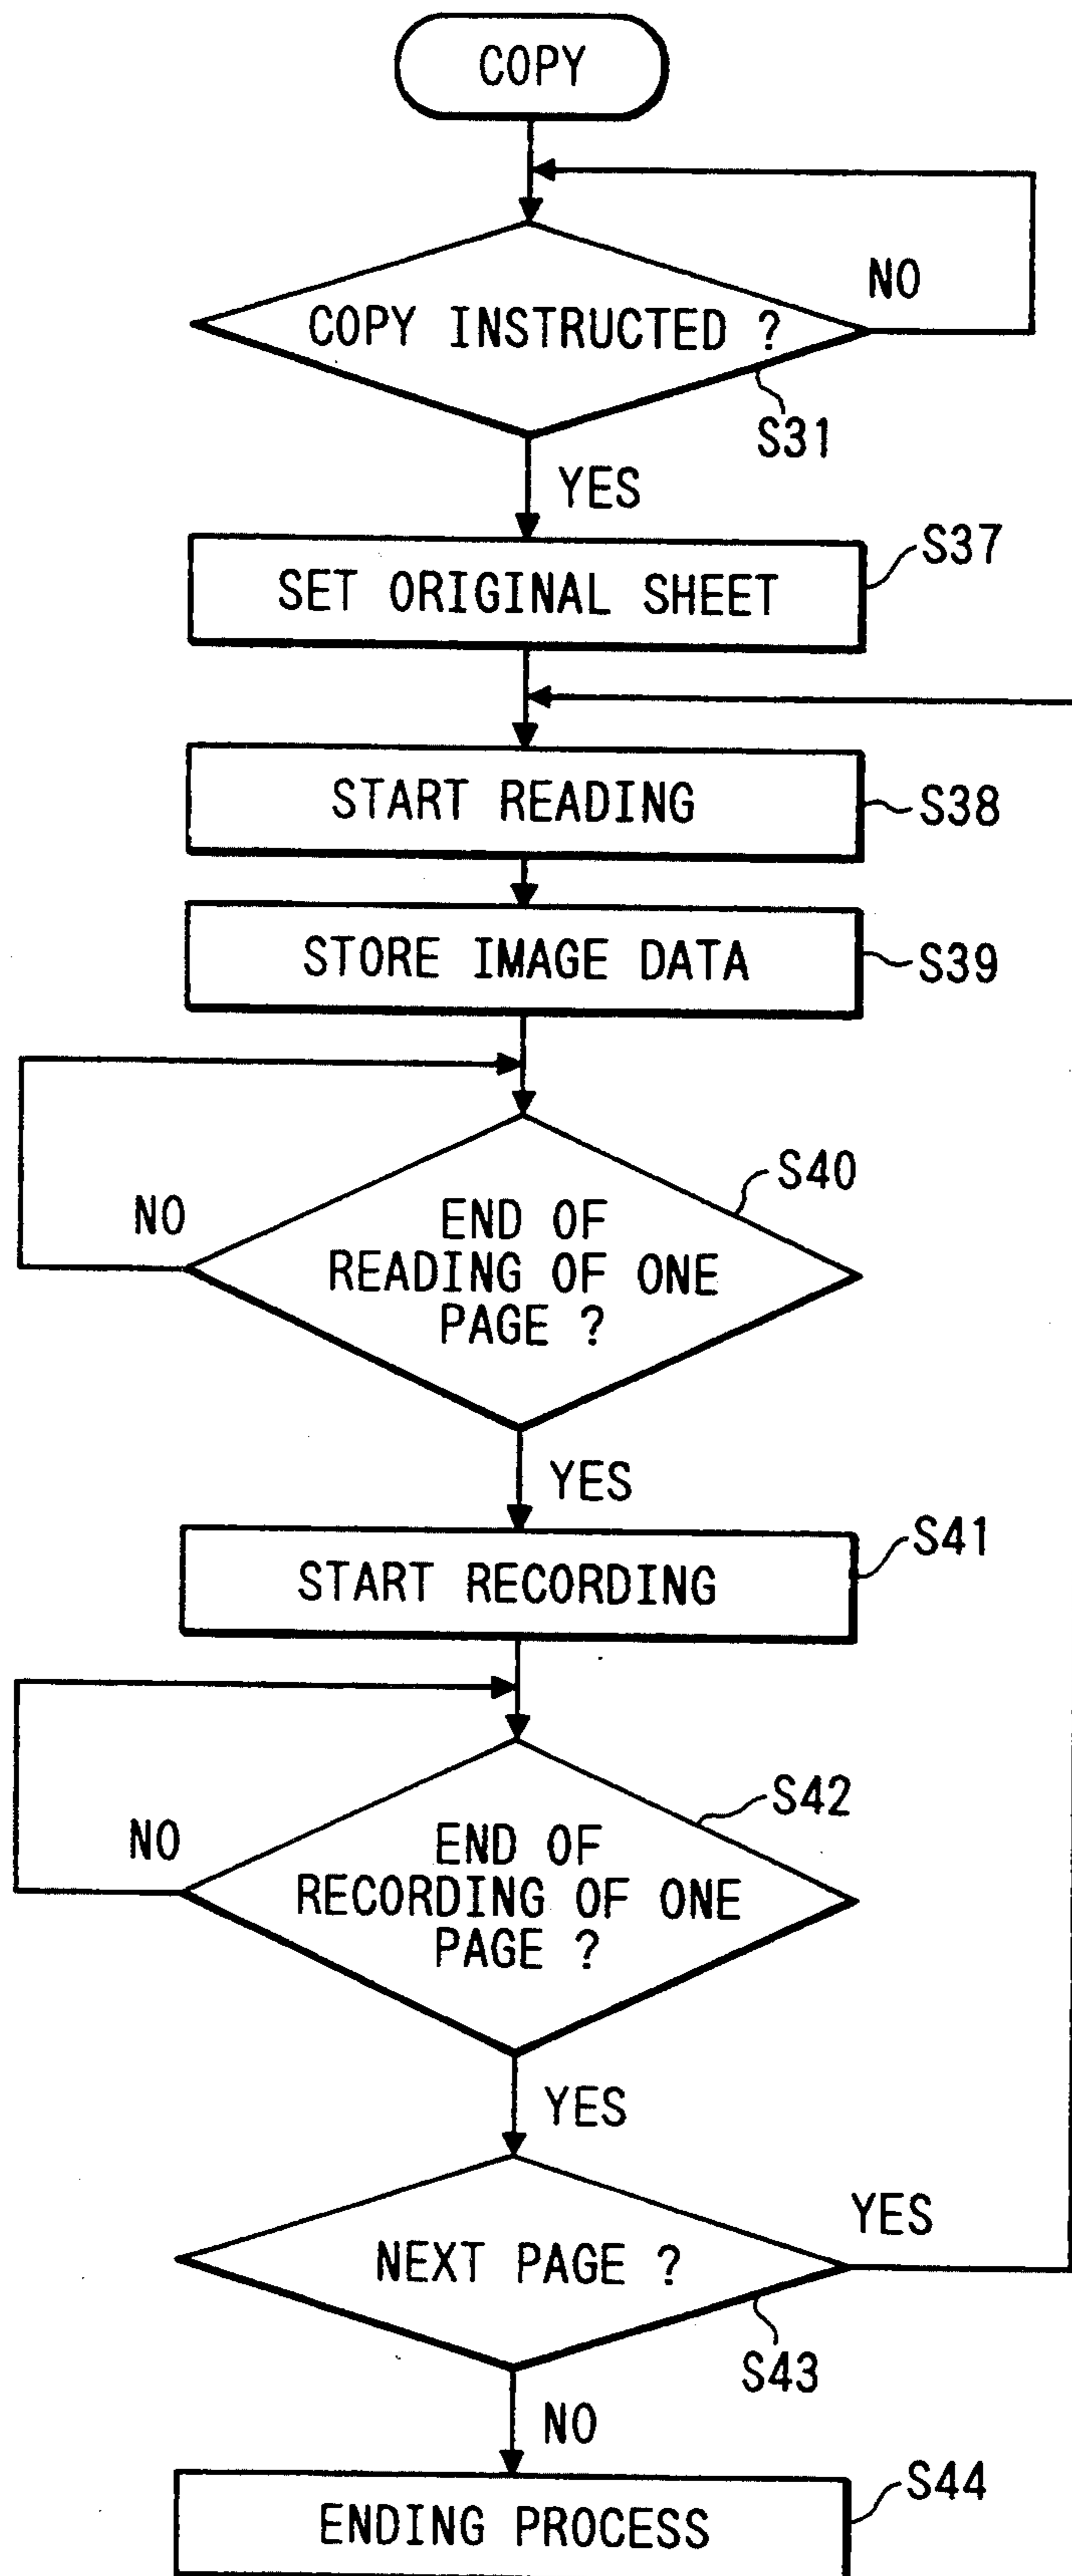 COPY
NO
COPY INSTRUCTED ?
S31
YES
S37
SET ORIGINAL SHEET
START READING
S38
STORE IMAGE DATA
S39
S40
NO
END OF
READING OF ONE
PAGE ?
YES
S41
START RECORDING
S42
NO
END OF
RECORDING OF ONE
PAGE ?
YES
YES
NEXT PAGE ?
S43
NO
S44
ENDING PROCESS